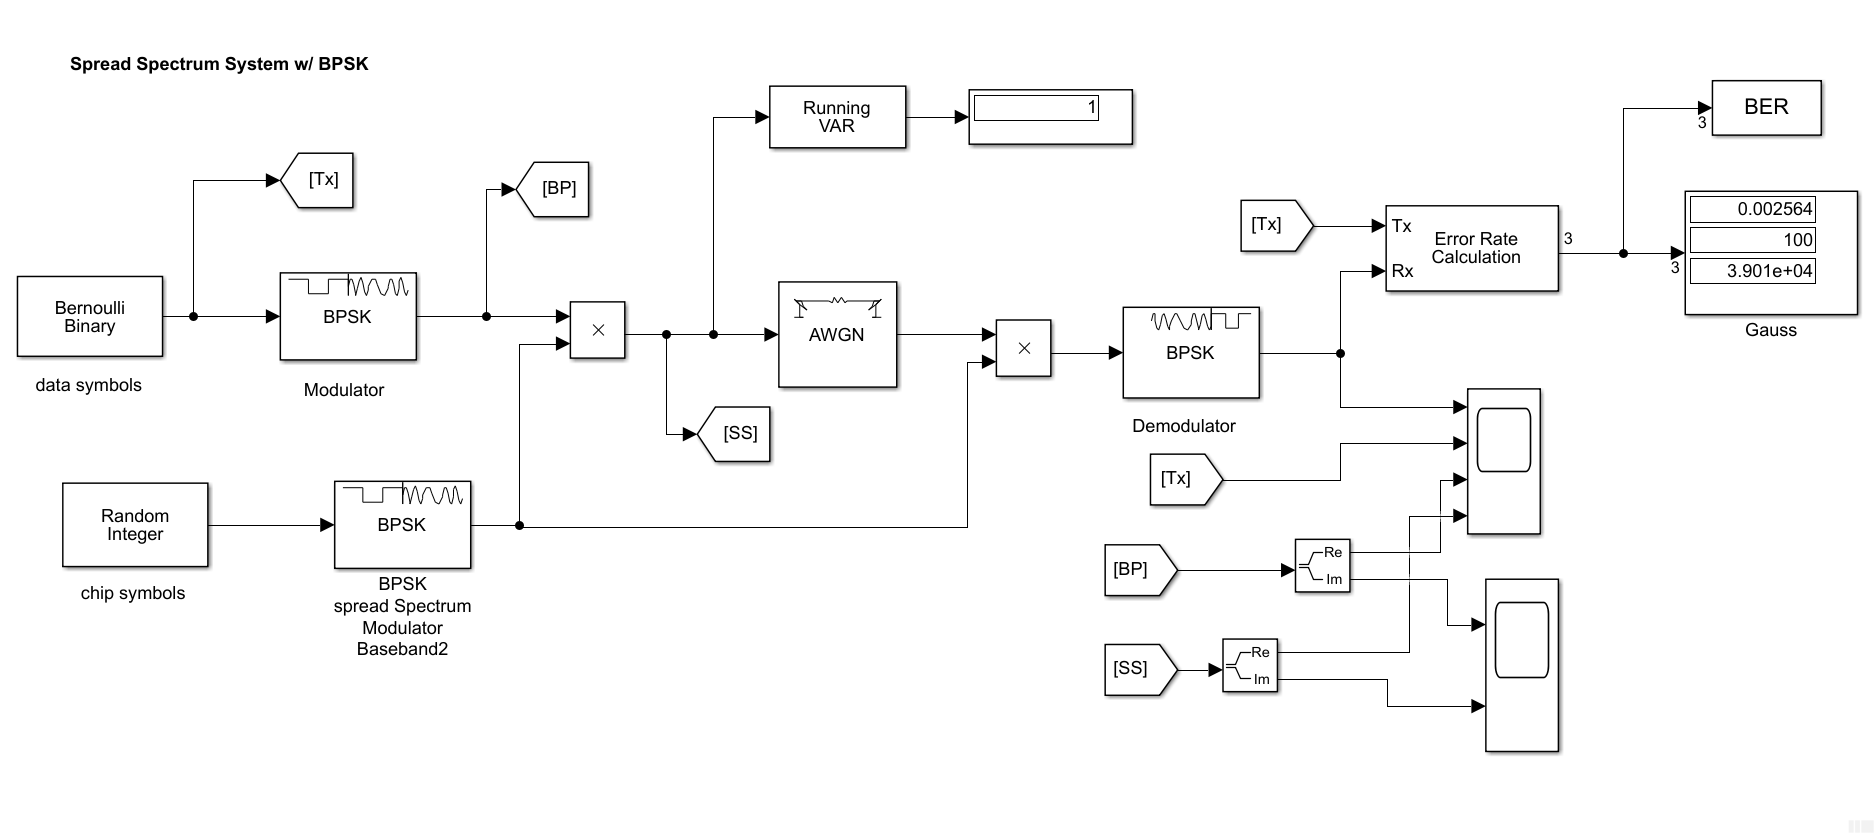 Spread Spectrum System w/ BPSK
Running
VAR
1
BER
3
[Tx]
[BP]
[Tx]
Tx
Rx
Error Rate
Calculation
3
3
0.002564
100
3.901e+04
Gauss
Bernoulli
Binary
data symbols
BPSK
Modulator
×
AWGN
×
BPSK
Demodulator
[SS]
[Tx]
Random
Integer
chip symbols
BPSK
BPSK
spread Spectrum
Modulator
Baseband2
[BP]
Re
Im
[SS]
Re
Im